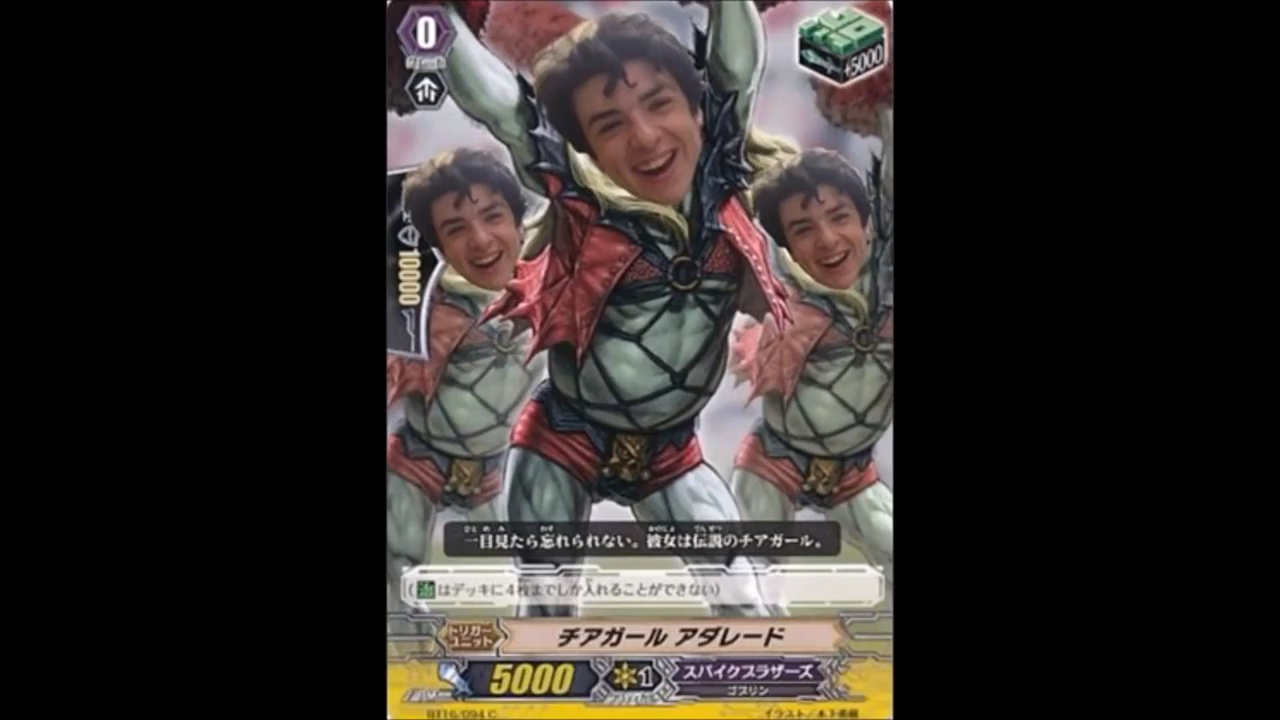 0
+5000
10000
一目見たら忘れられない。彼女は伝説のチアガール。
(治はデッキに4枚までしか入れることができない)
トリガー
ユニット
チアガール アダレード
5000
1
スパイクブラザーズ
ゴブリン
BT16/094 C